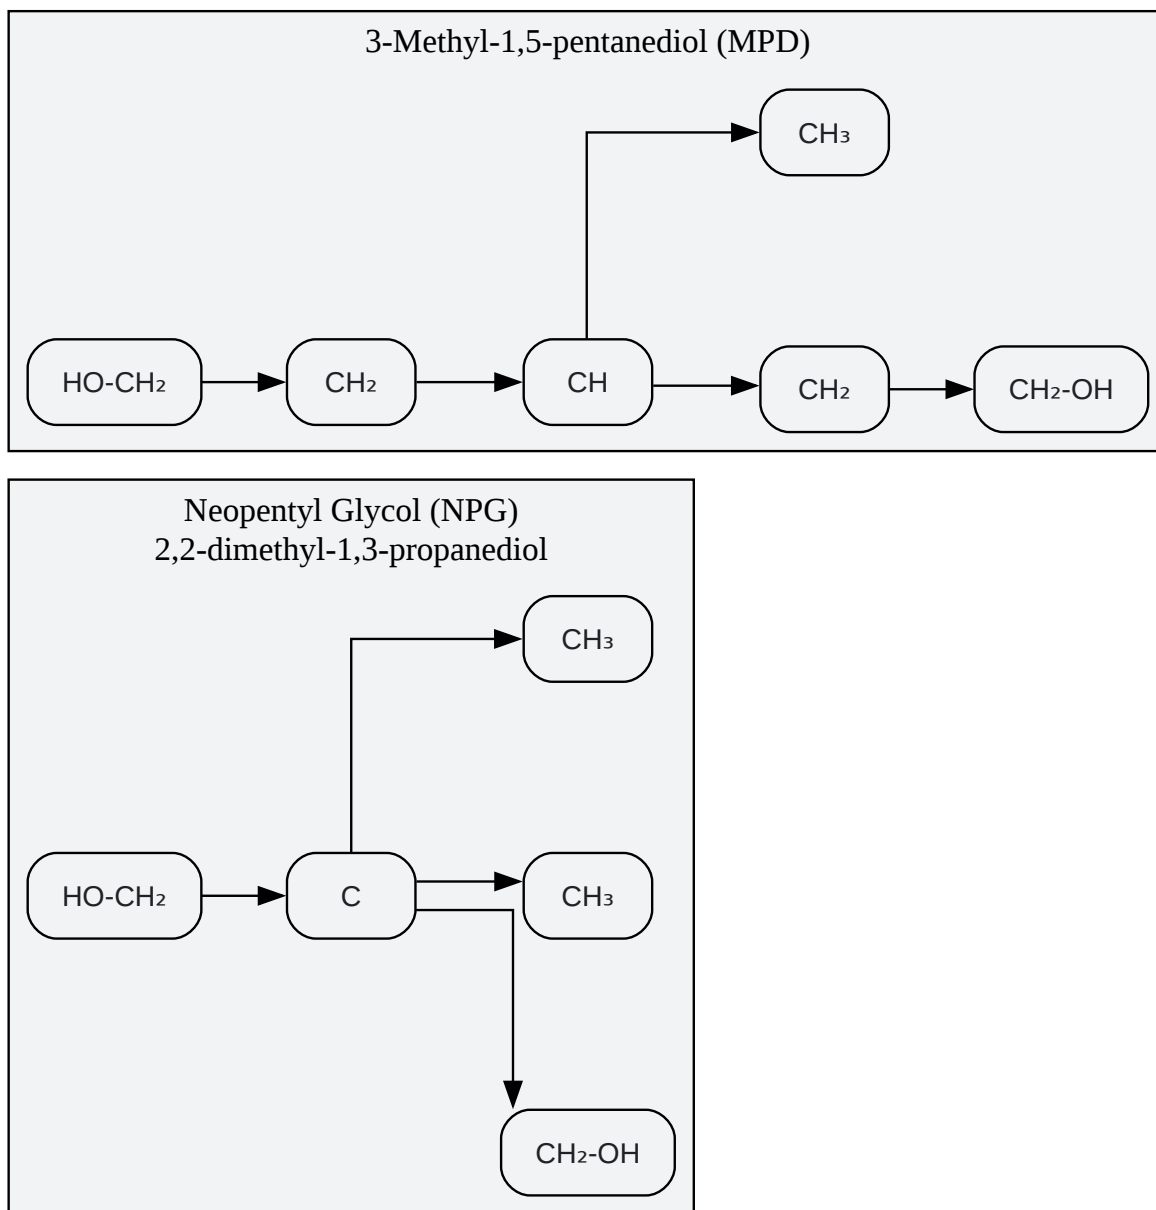 3-Methyl-1,5-pentanediol (MPD)
CH₃
HO-CH₂
CH₂
CH
CH₂
CH₂-OH
Neopentyl Glycol (NPG)
2,2-dimethyl-1,3-propanediol
CH₃
HO-CH₂
C
CH₃
CH₂-OH